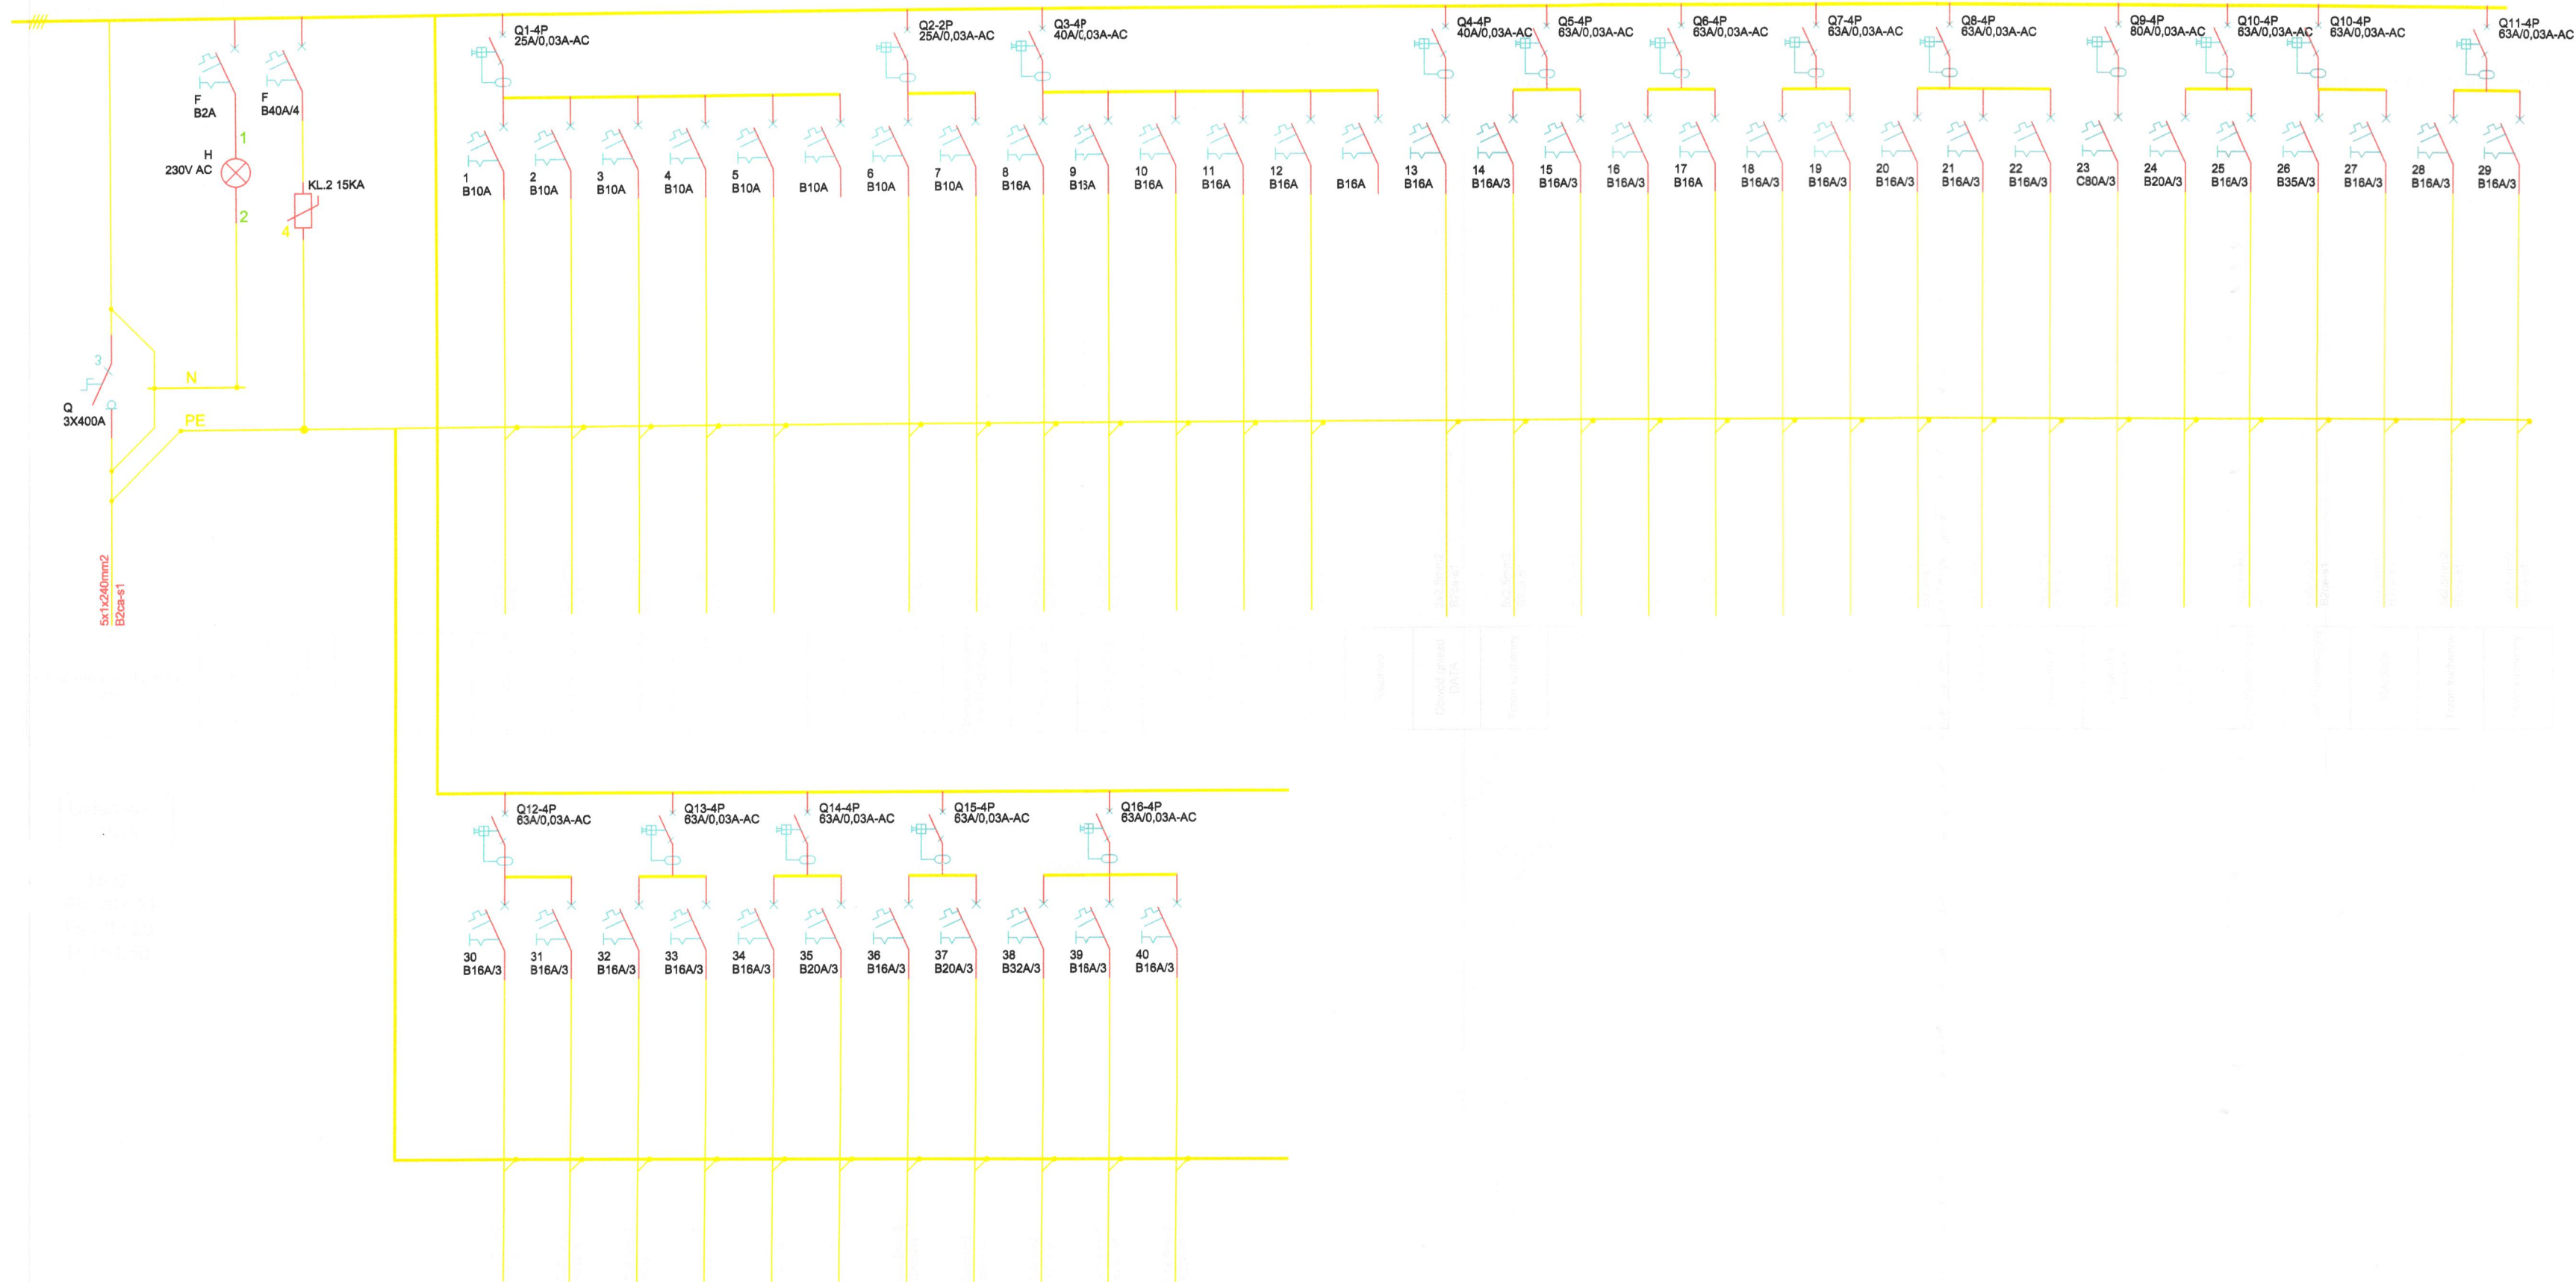 Q1-4P
25A/0,03A-AC
Q2-2P
25A/0,03A-AC
Q3-4P
40A/0,03A-AC
Q4-4P
40A/0,03A-AC
Q5-4P
63A/0,03A-AC
Q6-4P
63A/0,03A-AC
Q7-4P
63A/0,03A-AC
Q8-4P
63A/0,03A-AC
Q9-4P
80A/0,03A-AC
Q10-4P
63A/0,03A-AC
Q10-4P
63A/0,03A-AC
Q11-4P
63A/0,03A-AC
F
B2A
F
B40A/4
1
H
230V AC
2
KL.2 15KA
4
1
B10A
2
B10A
3
B10A
4
B10A
5
B10A
B10A
6
B10A
7
B10A
8
B16A
9
B16A
10
B16A
11
B16A
12
B16A
B16A
13
B16A
14
B16A/3
15
B16A/3
16
B16A/3
17
B16A
18
B16A/3
19
B16A/3
20
B16A/3
21
B16A/3
22
B16A/3
23
C80A/3
24
B20A/3
25
B16A/3
26
B35A/3
27
B16A/3
28
B16A/3
29
B16A/3
3
Q
3X400A
N
PE
5x1x240mm2
B2ca-s1
Q12-4P
63A/0,03A-AC
Q13-4P
63A/0,03A-AC
Q14-4P
63A/0,03A-AC
Q15-4P
63A/0,03A-AC
Q16-4P
63A/0,03A-AC
30
B16A/3
31
B16A/3
32
B16A/3
33
B16A/3
34
B16A/3
35
B20A/3
36
B16A/3
37
B20A/3
38
B32A/3
39
B16A/3
40
B16A/3